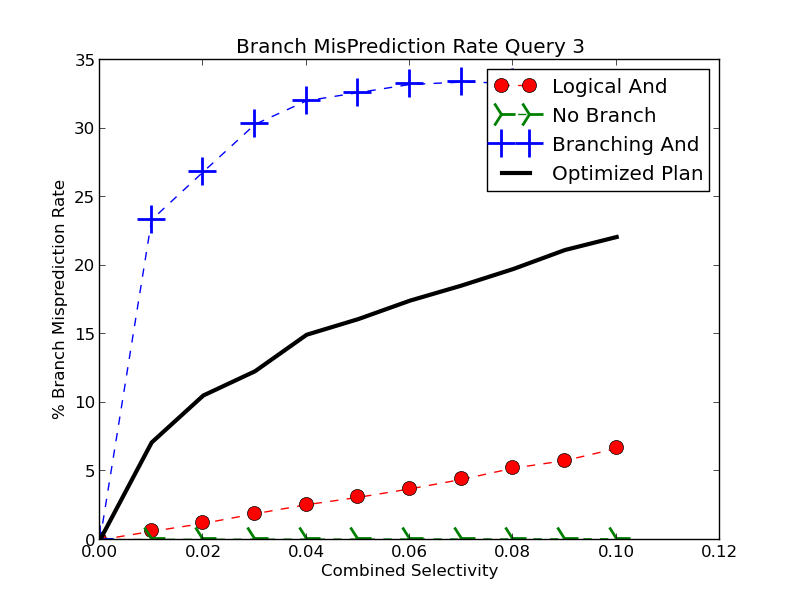 Branch MisPrediction Rate Query 3
35
30
25
20
15
10
5
0
% Branch Misprediction Rate
Logical And
No Branch
Branching And
Optimized Plan
0.00 0.02 0.04 0.06 0.08 0.10 0.12
Combined Selectivity